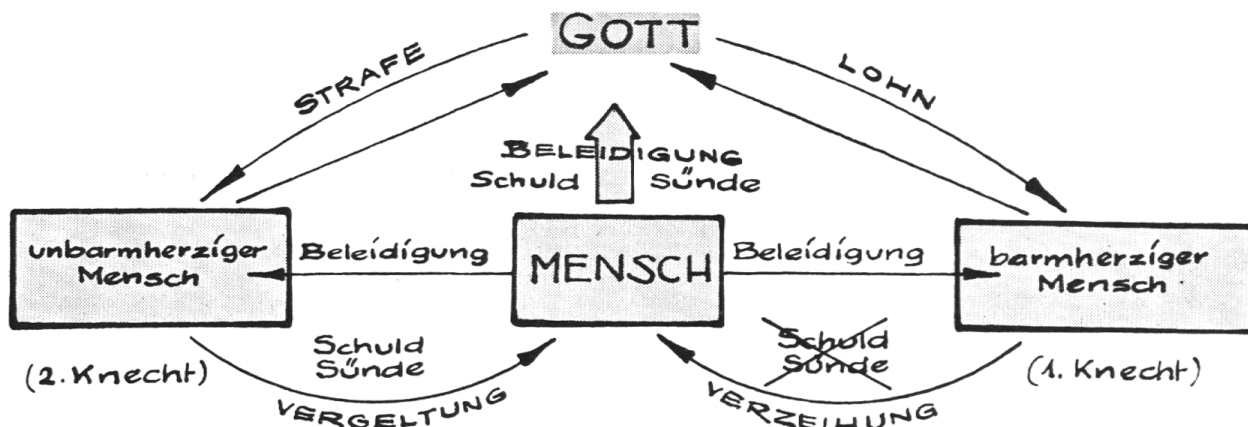 GOTT
STRAFE
LOHN
BELEIDIGUNG
Schuld Sünde
unbarmherziger
Mensch
Beleidigung
MENSCH
Beleidigung
barmherziger
Mensch
(2. Knecht)
Schuld
Sünde
VERGELTUNG
Schuld
Sünde
VERZEIHUNG
(1. Knecht)